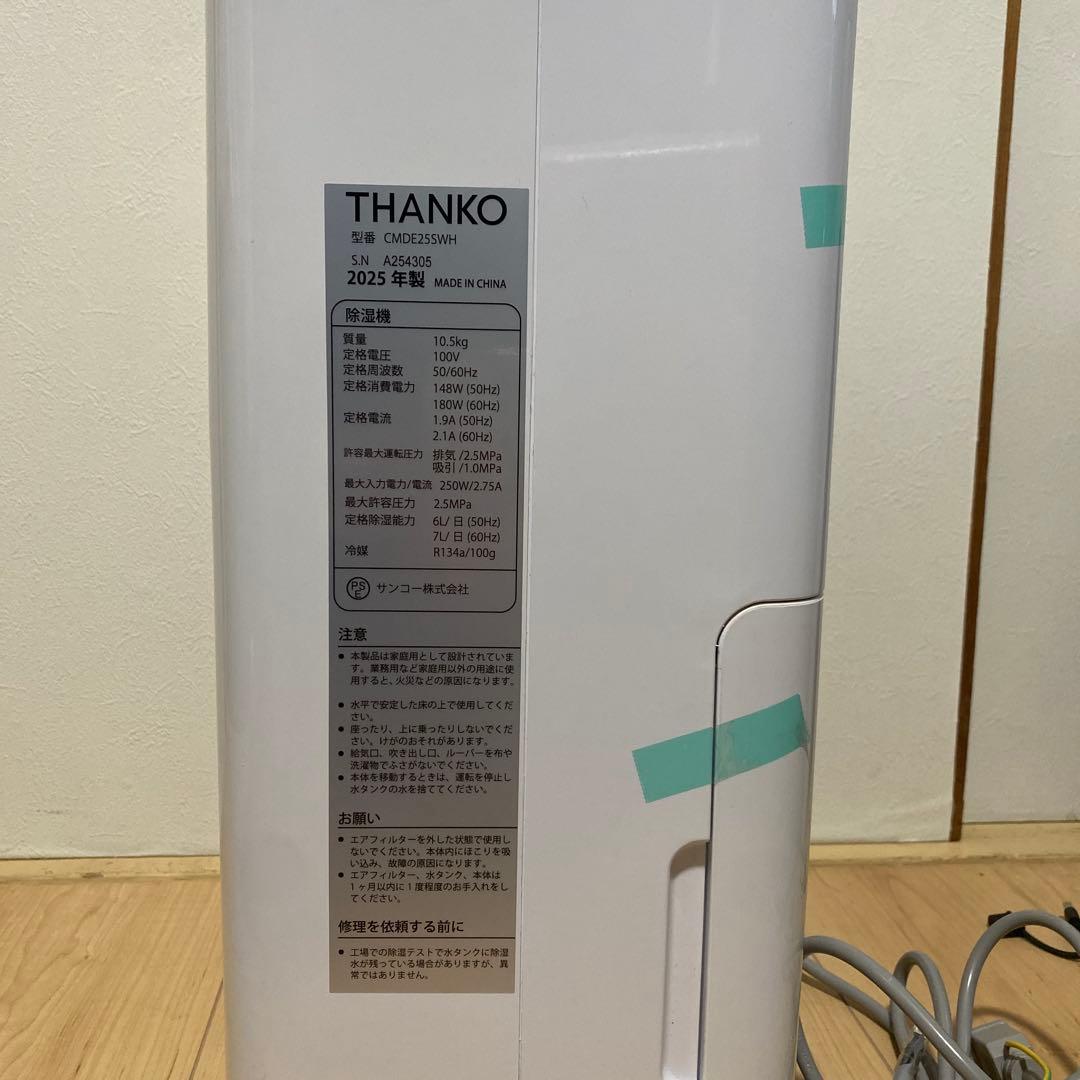 THANKO
型番 CMDE25SWH
S.N A254305
2025 年製 MADE IN CHINA
除湿機
質量 10.5kg
定格電圧 100V
定格周波数 50/60Hz
定格消費電力 148W (50Hz)
180W (60Hz)
定格電流 1.9A (50Hz)
2.1A (60Hz)
許容最大運転圧力 排気/2.5MPa
吸引/1.0MPa
最大入力電力/電流 250W/2.75A
最大許容圧力 2.5MPa
定格除湿能力 6L/ 日 (50Hz)
7L/ 日 (60Hz)
冷媒 R134a/100g
PSE サンコー株式会社
注意
● 本製品は家庭用として設計されていま
す。業務用など家庭用以外の用途に使
用すると、火災などの原因になります。
● 水平で安定した床の上で使用してくだ
さい。
● 座ったり、上に乗ったりしないでくだ
さい。けがのおそれがあります。
● 給気口、吹き出し口、ルーバーを布や
洗濯物でふさがないでください。
● 本体を移動するときは、運転を停止し
水タンクの水を捨ててください。
お願い
● エアフィルターを外した状態で使用し
ないでください。本体内にほこりを吸
い込み、故障の原因になります。
● エアフィルター、水タンク、本体は
1ヶ月以内に1度程度のお手入れをし
てください。
修理を依頼する前に
● 工場での除湿テストで水タンクに除湿
水が残っている場合がありますが、異
常ではありません。